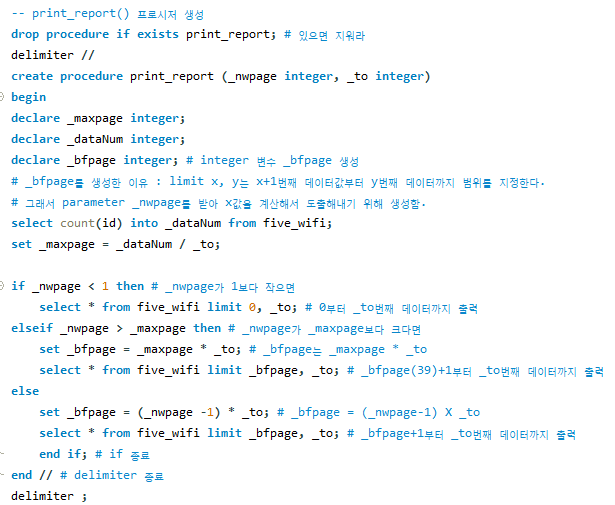 -- print_report() 프로시저 생성
drop procedure if exists print_report; # 있으면 지워라
delimiter //
create procedure print_report (_nwpage integer, _to integer)
begin
declare _maxpage integer;
declare _dataNum integer;
declare _bfpage integer; # integer 변수 _bfpage 생성
# _bfpage를 생성한 이유 : limit x, y는 x+1번째 데이터값부터 y번째 데이터까지 범위를 지정한다.
# 그래서 parameter _nwpage를 받아 x값을 계산해서 도출해내기 위해 생성함.
select count(id) into _dataNum from five_wifi;
set _maxpage = _dataNum / _to;

if _nwpage < 1 then # _nwpage가 1보다 작으면
    select * from five_wifi limit 0, _to; # 0부터 _to번째 데이터까지 출력
elseif _nwpage > _maxpage then # _nwpage가 _maxpage보다 크다면
    set _bfpage = _maxpage * _to; # _bfpage는 _maxpage * _to
    select * from five_wifi limit _bfpage, _to; # _bfpage(39)+1부터 _to번째 데이터까지 출력
else
    set _bfpage = (_nwpage -1) * _to; # _bfpage = (_nwpage-1) X _to
    select * from five_wifi limit _bfpage, _to; # _bfpage+1부터 _to번째 데이터까지 출력
    end if; # if 종료
end // # delimiter 종료
delimiter ;